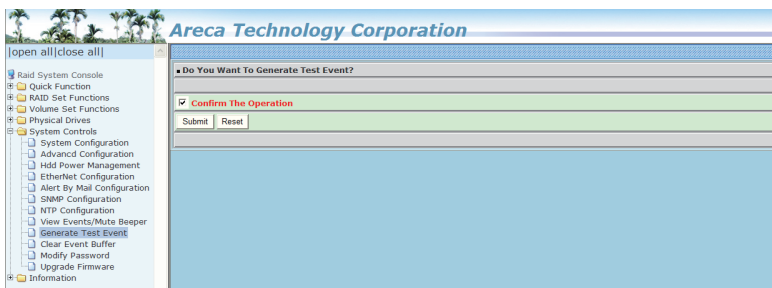 Areca Technology Corporation
|open all|close all|
Raid System Console
Quick Function
RAID Set Functions
Volume Set Functions
Physical Drives
System Controls
System Configuration
Advancd Configuration
Hdd Power Management
EtherNet Configuration
Alert By Mail Configuration
SNMP Configuration
NTP Configuration
View Events/Mute Beeper
Generate Test Event
Clear Event Buffer
Modify Password
Upgrade Firmware
Information
Do You Want To Generate Test Event?
Confirm The Operation
Submit Reset